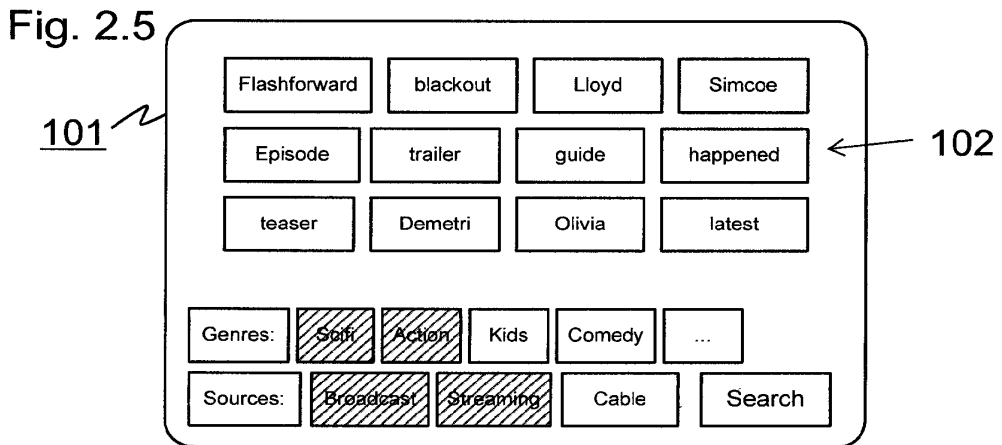 Fig. 2.5
Flashforward blackout Lloyd Simcoe
101
Episode trailer guide happened
102
teaser Demetri Olivia latest
Genres: Scifi Action Kids Comedy ...
Sources: Broadcast Streaming Cable Search